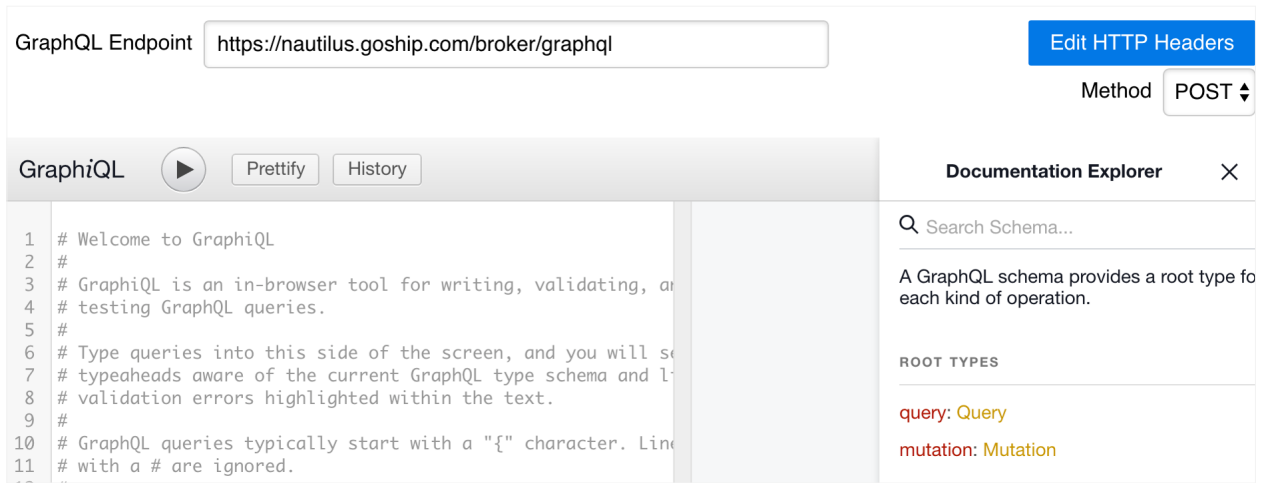 GraphQL Endpoint https://nautilus.goship.com/broker/graphql Edit HTTP Headers
Method POST
GraphiQL Prettify History Documentation Explorer
Search Schema...
1 # Welcome to GraphiQL
2 #
3 # GraphiQL is an in-browser tool for writing, validating,
4 # testing GraphQL queries.
5 #
6 # Type queries into this side of the screen, and you will
7 # typeaheads aware of the current GraphQL type schema and
8 # validation errors highlighted within the text.
9 #
10 # GraphQL queries typically start with a "{" character.
11 # with a # are ignored.
A GraphQL schema provides a root type
each kind of operation.
ROOT TYPES
query: Query
mutation: Mutation